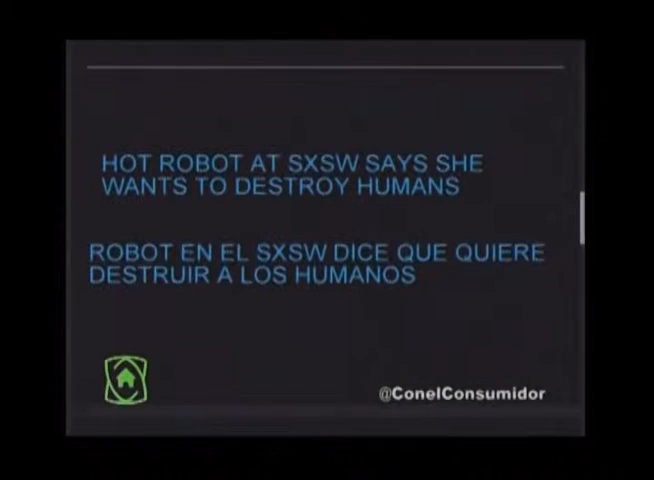 HOT ROBOT AT SXSW SAYS SHE
WANTS TO DESTROY HUMANS
ROBOT EN EL SXSW DICE QUE QUIERE
DESTRUIR A LOS HUMANOS
@ConelConsumidor